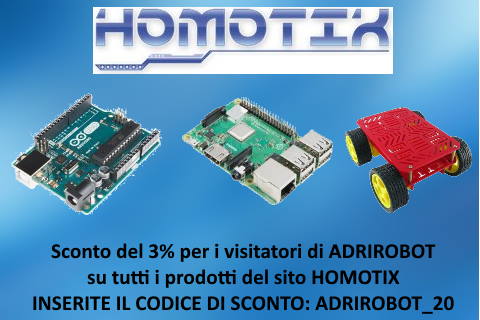 HOMOTIX
ARDUINO
Sconto del 3% per i visitatori di ADRIROBOT
su tutti i prodotti del sito HOMOTIX
INSERITE IL CODICE DI SCONTO: ADRIROBOT_20